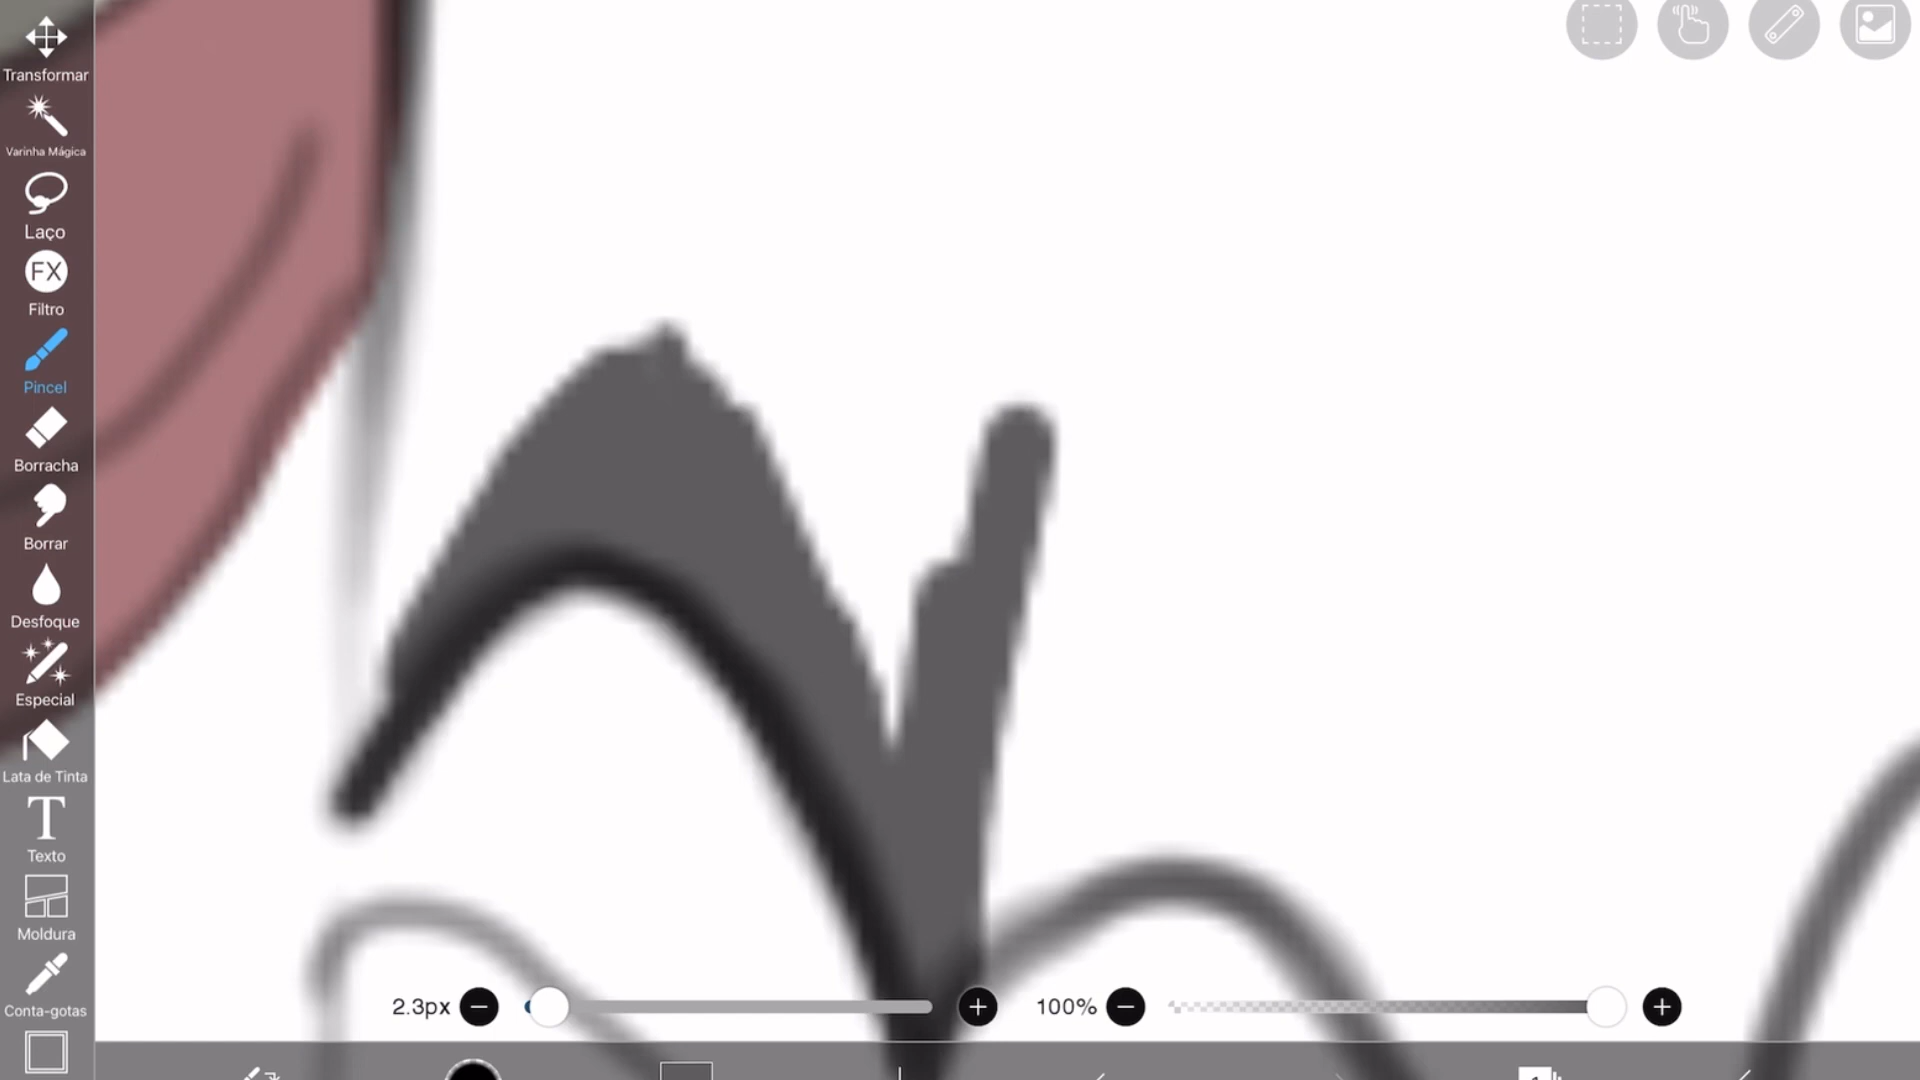 Transformar
Varinha Mágica
Laço
FX
Filtro
Pincel
Borracha
Borrar
Desfoque
Especial
Lata de Tinta
T
Texto
Moldura
Conta-gotas
2.3px
100%